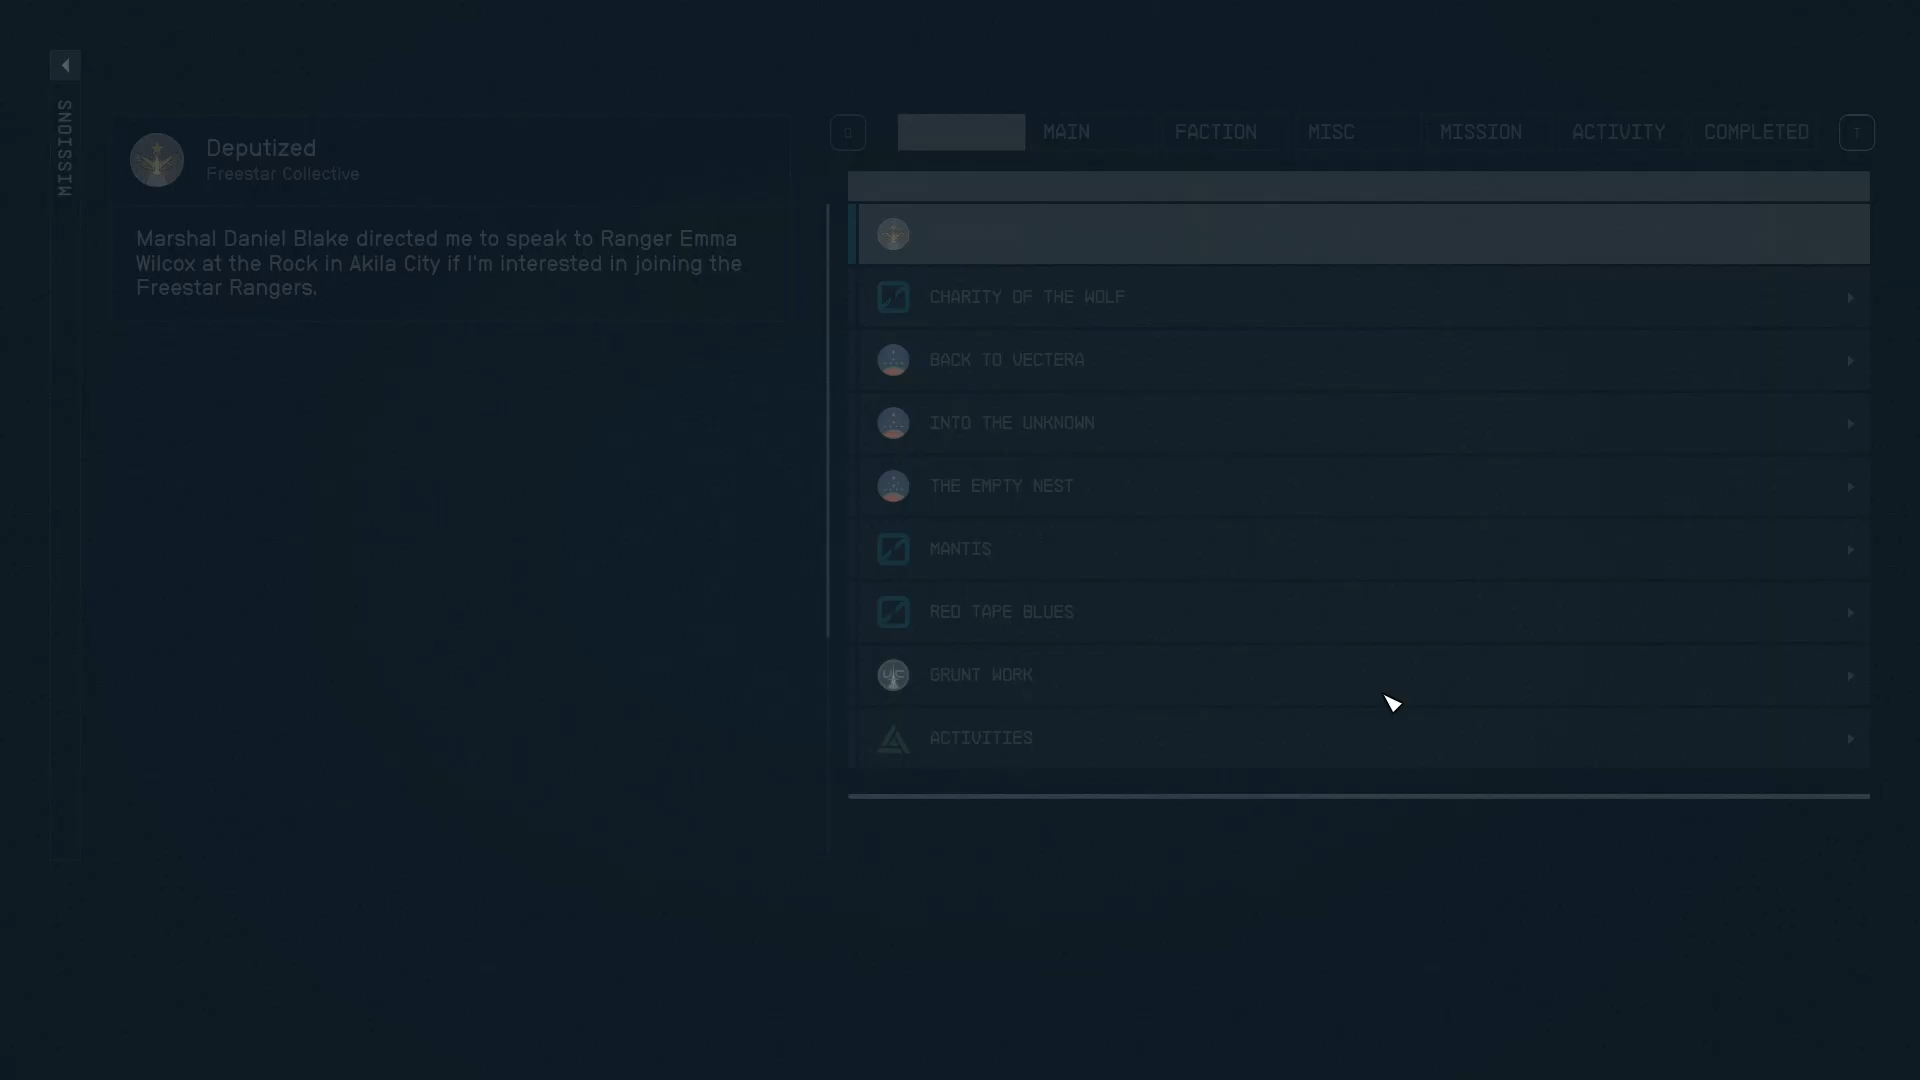 MISSIONS
Deputized
Freestar Collective
Marshal Daniel Blake directed me to speak to Ranger Emma
Wilcox at the Rock in Akila City if I'm interested in joining the
Freestar Rangers.
MAIN
FACTION
MISC
MISSION
ACTIVITY
COMPLETED
T
CHARITY OF THE WOLF
BACK TO VECTERA
INTO THE UNKNOWN
THE EMPTY NEST
MANTIS
RED TAPE BLUES
UC
GRUNT WORK
ACTIVITIES